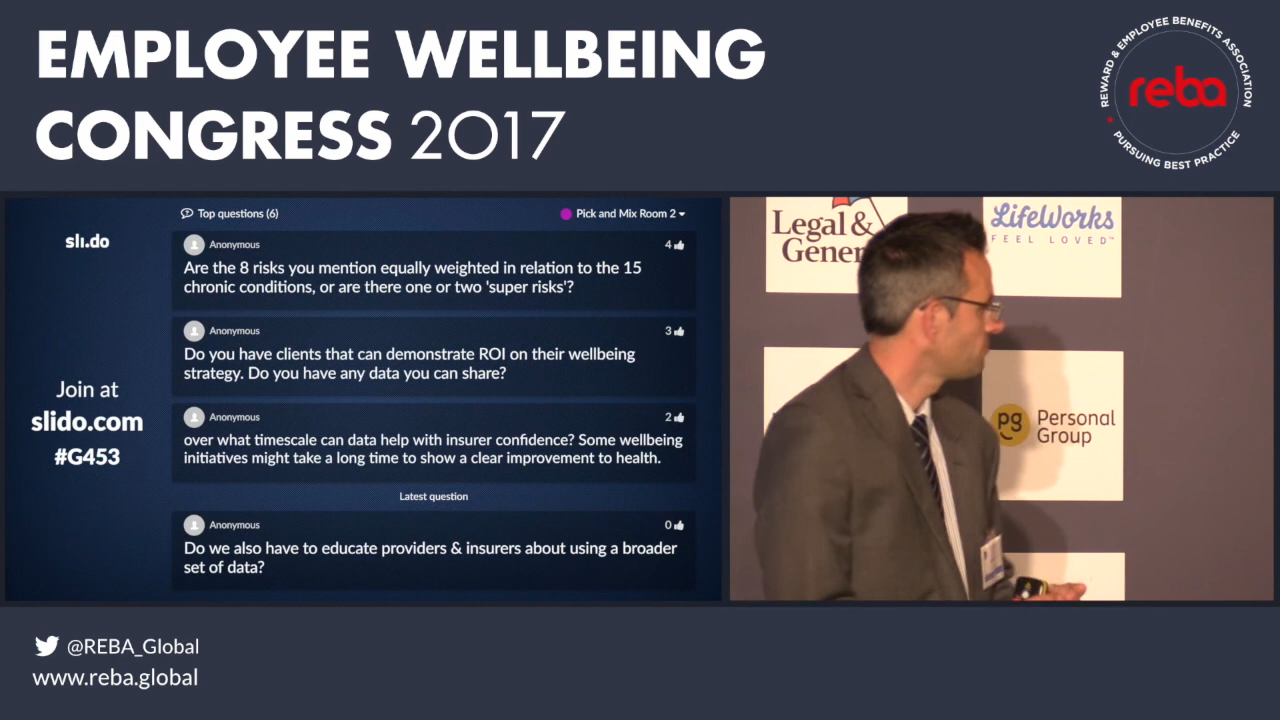 EMPLOYEE WELLBEING
CONGRESS 2017
REWARD & EMPLOYEE BENEFITS ASSOCIATION
reba
PURSUING BEST PRACTICE
sli.do
Join at
slido.com
#G453
Top questions (6)
Pick and Mix Room 2
Anonymous
4
Are the 8 risks you mention equally weighted in relation to the 15
chronic conditions, or are there one or two 'super risks'?
Anonymous
3
Do you have clients that can demonstrate ROI on their wellbeing
strategy. Do you have any data you can share?
Anonymous
2
over what timescale can data help with insurer confidence? Some wellbeing
initiatives might take a long time to show a clear improvement to health.
Latest question
Anonymous
0
Do we also have to educate providers & insurers about using a broader
set of data?
Legal &
Gener
LifeWorks
FEEL LOVED™
pg
Personal
Group
@REBA_Global
www.reba.global